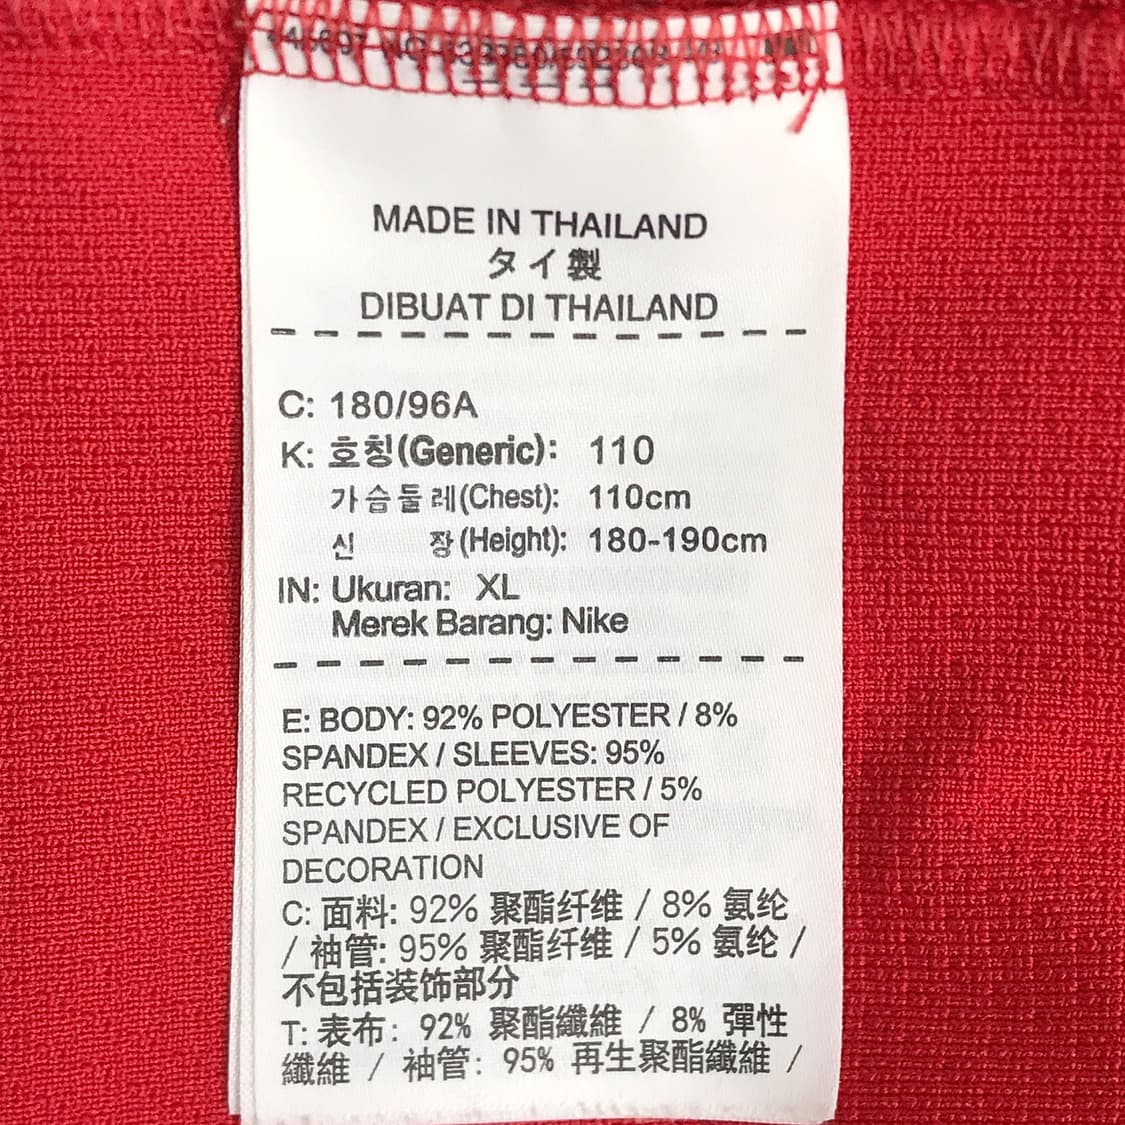 MADE IN THAILAND
タイ製
DIBUAT DI THAILAND
C: 180/96A
K: 호칭(Generic): 110
가슴둘레(Chest): 110cm
신 장(Height): 180-190cm
IN: Ukuran: XL
Merek Barang: Nike
E: BODY: 92% POLYESTER / 8%
SPANDEX / SLEEVES: 95%
RECYCLED POLYESTER / 5%
SPANDEX / EXCLUSIVE OF
DECORATION
C: 面料: 92% 聚酯纤维 / 8% 氨纶
/ 袖管: 95% 聚酯纤维 / 5% 氨纶 /
不包括装饰部分
T: 表布: 92% 聚酯纖維 / 8% 彈性
纖維 / 袖管: 95% 再生聚酯纖維 /